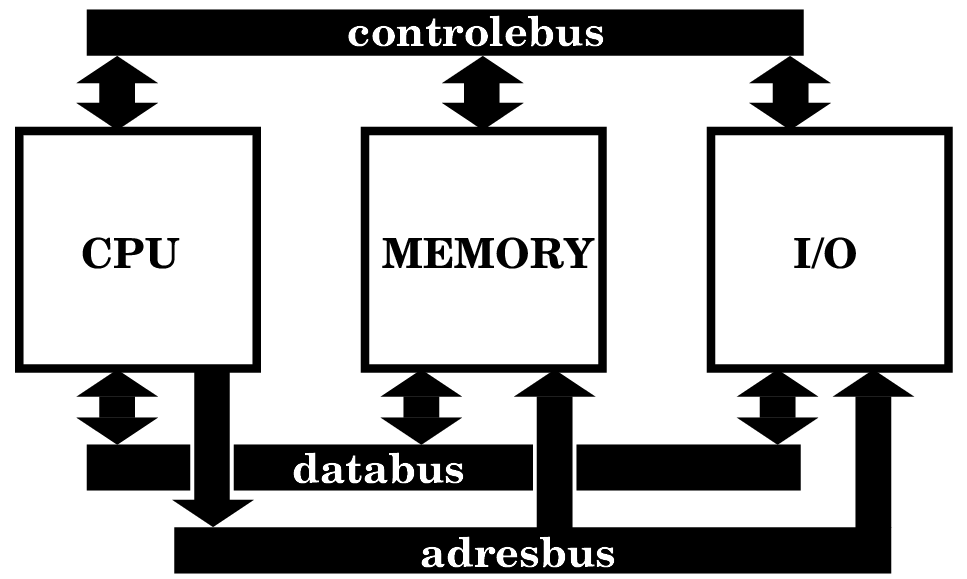 controlebus
CPU
MEMORY
I/O
databus
adresbus